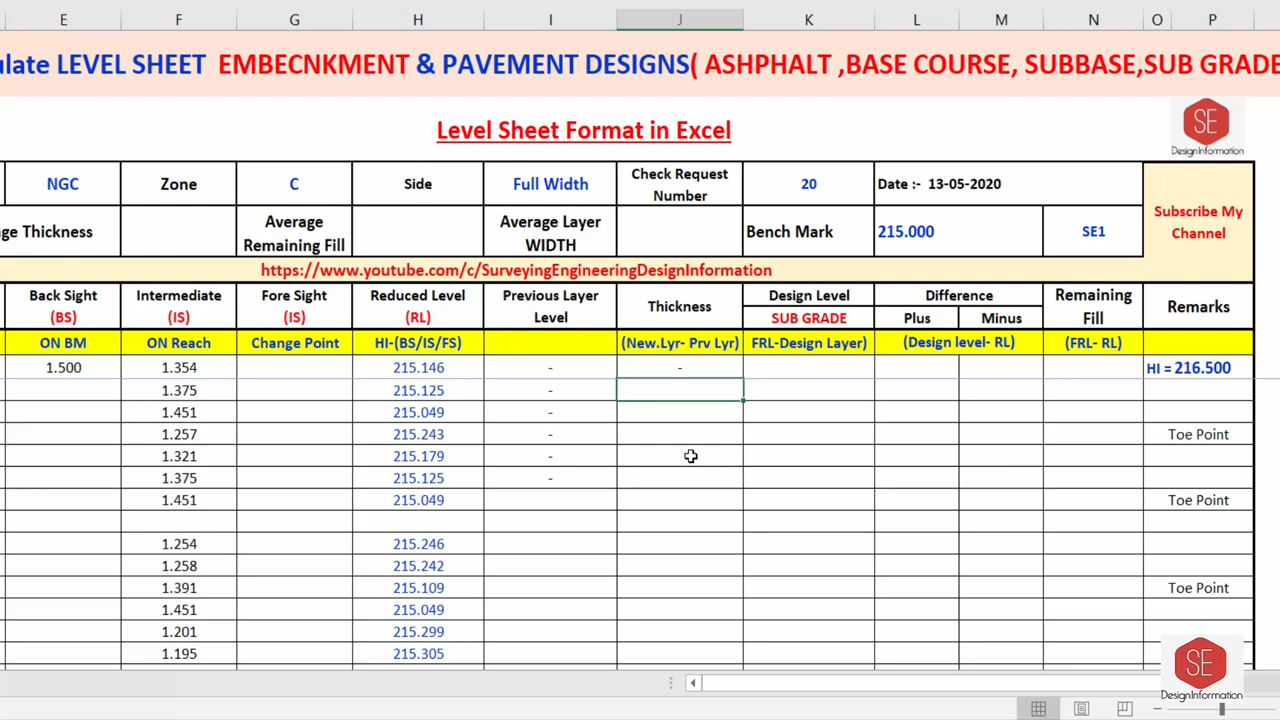 E F G H I J K L M N O P
ulate LEVEL SHEET EMBECNKMENT & PAVEMENT DESIGNS( ASHPHALT ,BASE COURSE, SUBBASE,SUB GRADE
Level Sheet Format in Excel
SE
DesignInformation
NGC Zone C Side Full Width Check Request Number 20 Date :- 13-05-2020
Subscribe My Channel
ge Thickness Average Remaining Fill Average Layer WIDTH Bench Mark 215.000 SE1
https://www.youtube.com/c/SurveyingEngineeringDesignInformation
Back Sight Intermediate Fore Sight Reduced Level Previous Layer Level Thickness Design Level Difference Remaining Fill Remarks
(BS) (IS) (IS) (RL) SUB GRADE Plus Minus
ON BM ON Reach Change Point HI-(BS/IS/FS) (New.Lyr- Prv Lyr) FRL-Design Layer) (Design level- RL) (FRL- RL)
1.500 1.354 215.146 - - HI = 216.500
1.375 215.125 -
1.451 215.049 -
1.257 215.243 - Toe Point
1.321 215.179 -
1.375 215.125 -
1.451 215.049 Toe Point
1.254 215.246
1.258 215.242
1.391 215.109 Toe Point
1.451 215.049
1.201 215.299
1.195 215.305
SE
DesignInformation